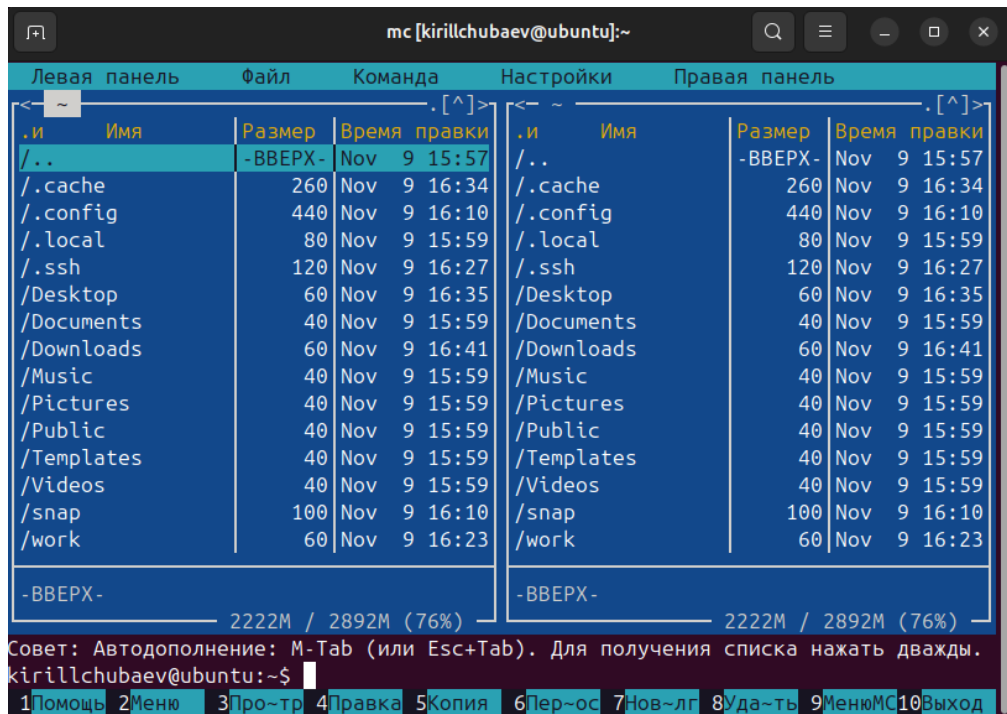 mc [kirillchubaev@ubuntu]:~
Левая панель Файл Команда Настройки Правая панель
<— ~ .[^]> <— ~ .[^]>
.и Имя Размер Время правки .и Имя Размер Время правки
/.. -ВВЕРХ- Nov 9 15:57 /.. -ВВЕРХ- Nov 9 15:57
/.cache 260 Nov 9 16:34 /.cache 260 Nov 9 16:34
/.config 440 Nov 9 16:10 /.config 440 Nov 9 16:10
/.local 80 Nov 9 15:59 /.local 80 Nov 9 15:59
/.ssh 120 Nov 9 16:27 /.ssh 120 Nov 9 16:27
/Desktop 60 Nov 9 16:35 /Desktop 60 Nov 9 16:35
/Documents 40 Nov 9 15:59 /Documents 40 Nov 9 15:59
/Downloads 60 Nov 9 16:41 /Downloads 60 Nov 9 16:41
/Music 40 Nov 9 15:59 /Music 40 Nov 9 15:59
/Pictures 40 Nov 9 15:59 /Pictures 40 Nov 9 15:59
/Public 40 Nov 9 15:59 /Public 40 Nov 9 15:59
/Templates 40 Nov 9 15:59 /Templates 40 Nov 9 15:59
/Videos 40 Nov 9 15:59 /Videos 40 Nov 9 15:59
/snap 100 Nov 9 16:10 /snap 100 Nov 9 16:10
/work 60 Nov 9 16:23 /work 60 Nov 9 16:23
-ВВЕРХ- -ВВЕРХ-
2222M / 2892M (76%) 2222M / 2892M (76%)
Совет: Автодополнение: M-Tab (или Esc+Tab). Для получения списка нажать дважды.
kirillchubaev@ubuntu:~$
1Помощь 2Меню 3Про~тр 4Правка 5Копия 6Пер~ос 7Нов~лг 8Уда~ть 9МенюМС 10Выход